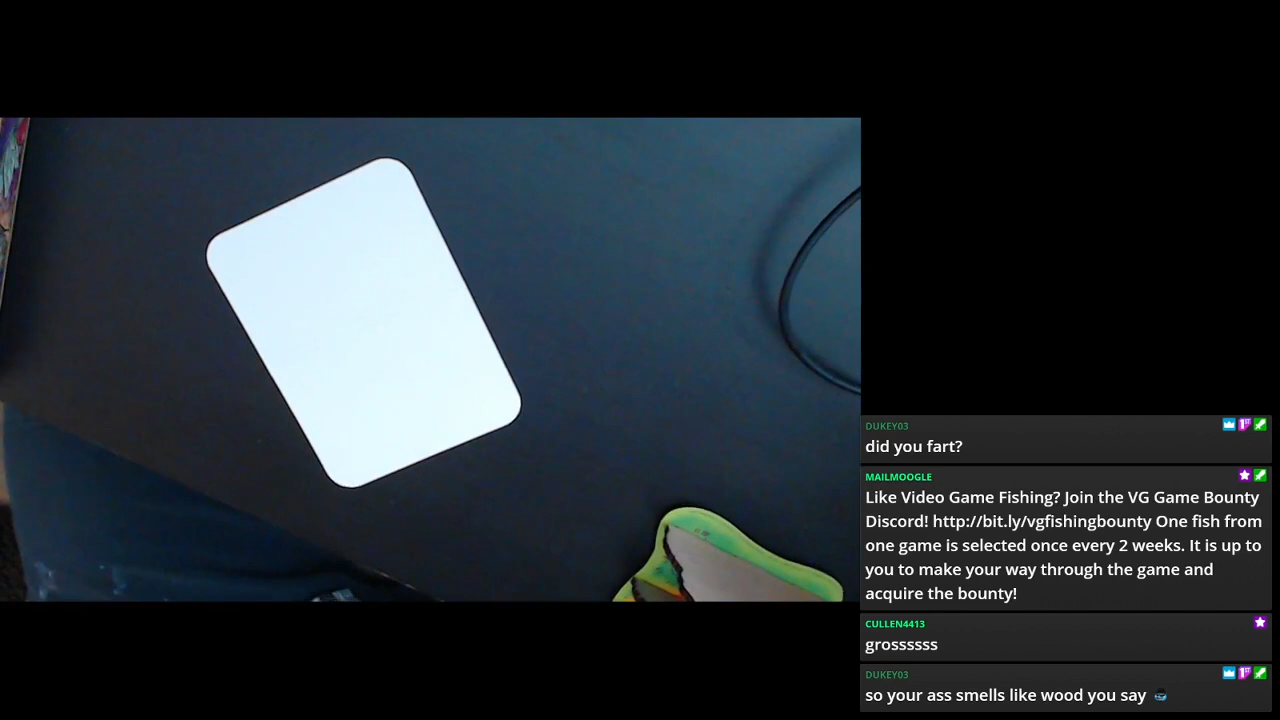 DUKEY03
did you fart?
MAILMOOGLE
Like Video Game Fishing? Join the VG Game Bounty
Discord! http://bit.ly/vgfishingbounty One fish from
one game is selected once every 2 weeks. It is up to
you to make your way through the game and
acquire the bounty!
CULLEN4413
grossssss
DUKEY03
so your ass smells like wood you say